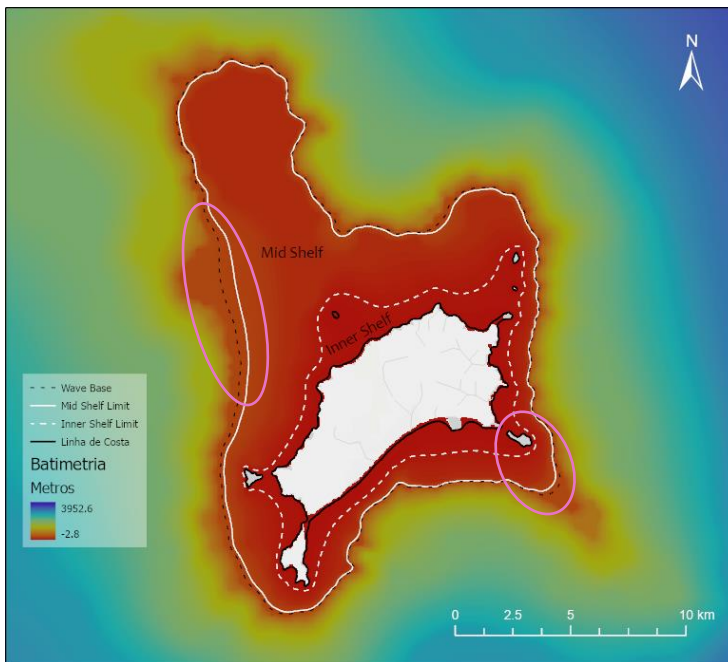 N
Mid Shelf
Inner Shelf
Wave Base
Mid Shelf Limit
Inner Shelf Limit
Linha de Costa
Batimetria
Metros
3952.6
-2.8
0 2.5 5 10 km